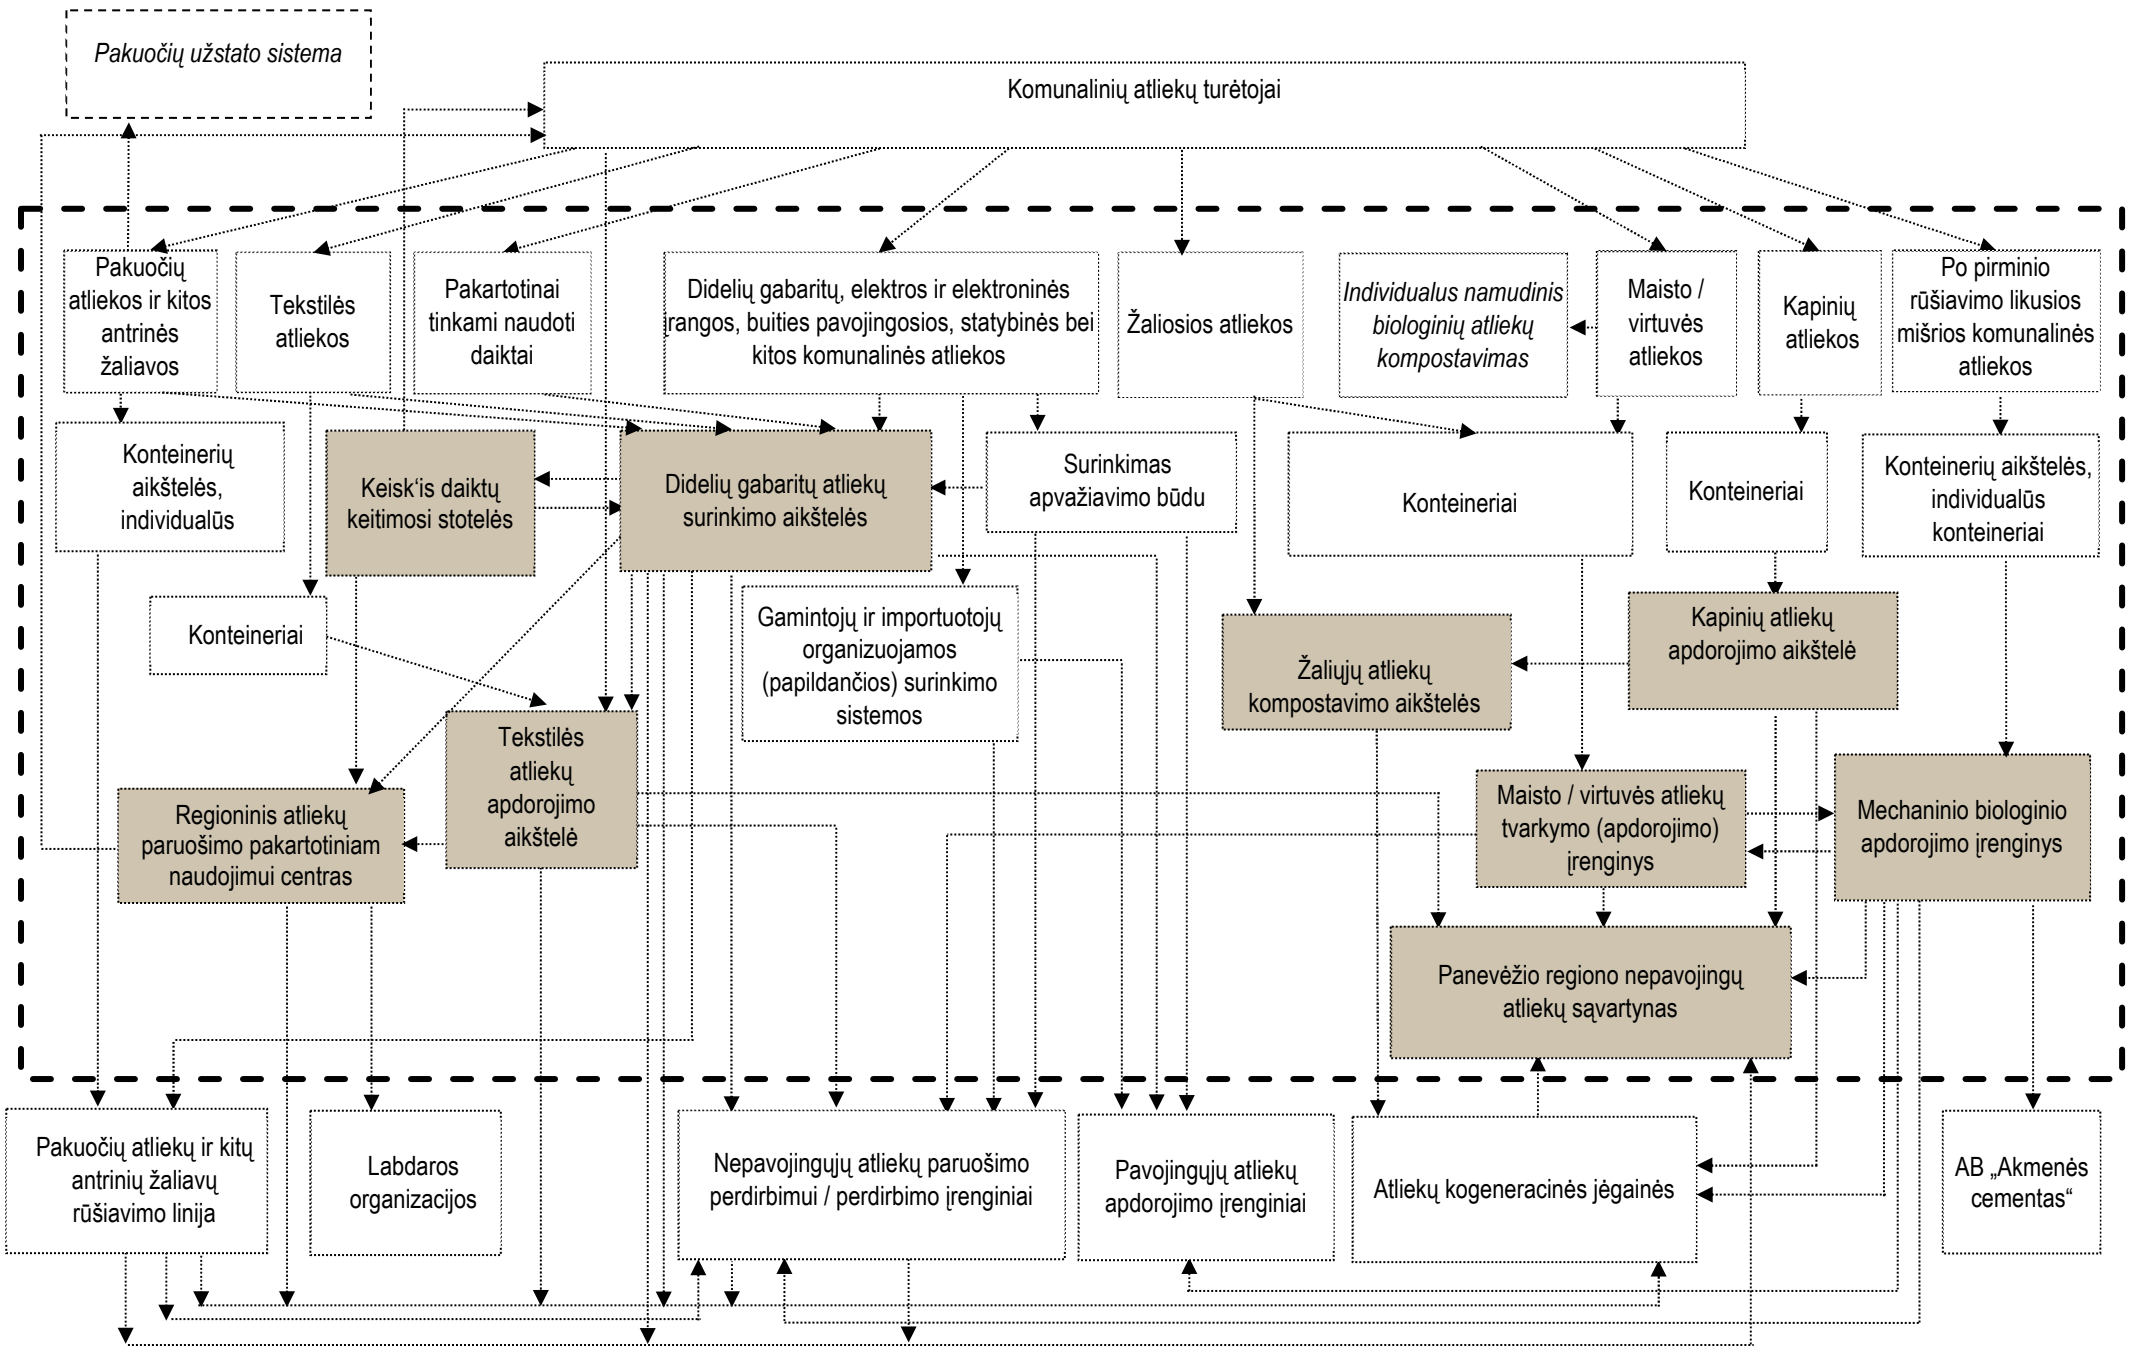 Pakuočių užstato sistema
Komunalinių atliekų turėtojai
Pakuočių
atliekos ir kitos
antrinės
žaliavos
Tekstilės
atliekos
Pakartotinai
tinkami naudoti
daiktai
Didelių gabaritų, elektros ir elektroninės
įrangos, buities pavojingosios, statybinės bei
kitos komunalinės atliekos
Žaliosios atliekos
Individualus namudinis
biologinių atliekų
kompostavimas
Maisto /
virtuvės
atliekos
Kapinių
atliekos
Po pirminio
rūšiavimo likusios
mišrios komunalinės
atliekos
Konteinerių
aikštelės,
individualūs
Keisk‘is daiktų
keitimosi stotelės
Didelių gabaritų atliekų
surinkimo aikštelės
Surinkimas
apvažiavimo būdu
Konteineriai
Konteineriai
Konteinerių aikštelės,
individualūs
konteineriai
Konteineriai
Gamintojų ir importuotojų
organizuojamos
(papildančios) surinkimo
sistemos
Žaliųjų atliekų
kompostavimo aikštelės
Kapinių atliekų
apdorojimo aikštelė
Tekstilės
atliekų
apdorojimo
aikštelė
Regioninis atliekų
paruošimo pakartotiniam
naudojimui centras
Maisto / virtuvės atliekų
tvarkymo (apdorojimo)
įrenginys
Mechaninio biologinio
apdorojimo įrenginys
Panevėžio regiono nepavojingų
atliekų sąvartynas
Pakuočių atliekų ir kitų
antrinių žaliavų
rūšiavimo linija
Labdaros
organizacijos
Nepavojingųjų atliekų paruošimo
perdirbimui / perdirbimo įrenginiai
Pavojingųjų atliekų
apdorojimo įrenginiai
Atliekų kogeneracinės jėgainės
AB „Akmenės
cementas“